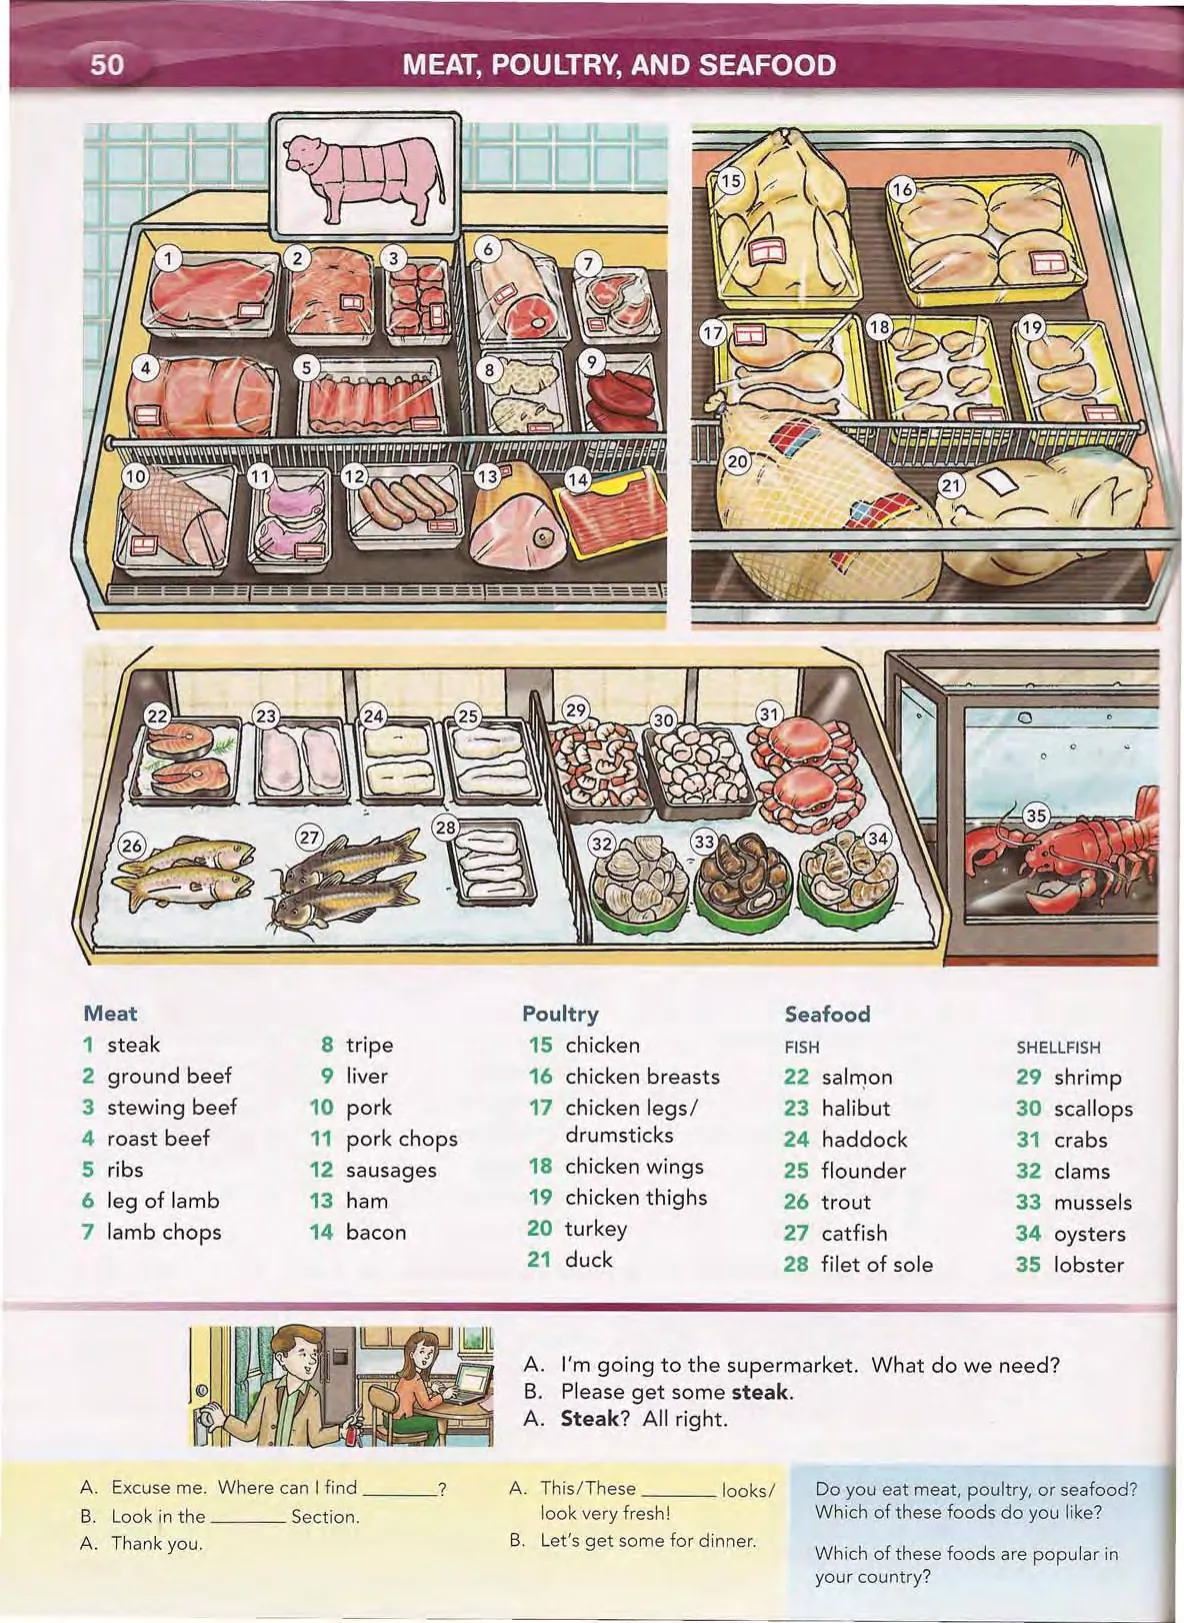 50
MEAT, POULTRY, AND SEAFOOD
1
2
3
4
5
6
7
8
9
10
11
12
13
14
15
16
17
18
19
20
21
22
23
24
25
26
27
28
29
30
31
32
33
34
35
Meat
1 steak
2 ground beef
3 stewing beef
4 roast beef
5 ribs
6 leg of lamb
7 lamb chops
8 tripe
9 liver
10 pork
11 pork chops
12 sausages
13 ham
14 bacon
Poultry
15 chicken
16 chicken breasts
17 chicken legs/
drumsticks
18 chicken wings
19 chicken thighs
20 turkey
21 duck
Seafood
FISH
22 salmon
23 halibut
24 haddock
25 flounder
26 trout
27 catfish
28 filet of sole
SHELLFISH
29 shrimp
30 scallops
31 crabs
32 clams
33 mussels
34 oysters
35 lobster
A. I'm going to the supermarket. What do we need?
B. Please get some steak.
A. Steak? All right.
A. Excuse me. Where can I find _______?
B. Look in the _______ Section.
A. Thank you.
A. This/These _______ looks/
look very fresh!
B. Let's get some for dinner.
Do you eat meat, poultry, or seafood?
Which of these foods do you like?
Which of these foods are popular in
your country?